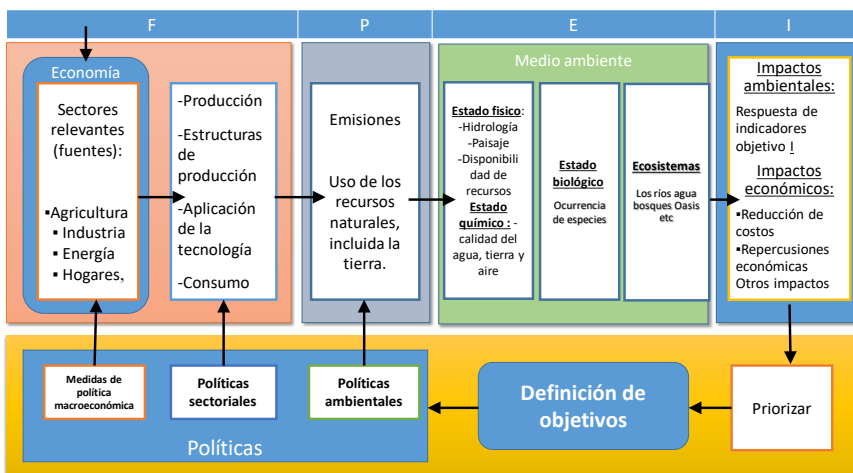 F
P
E
I
Economía
Sectores
relevantes
(fuentes):
▪Agricultura
▪ Industria
▪ Energía
▪ Hogares,
-Producción
-Estructuras
de
producción
-Aplicación
de la
tecnología
-Consumo
Emisiones
Uso de los
recursos
naturales,
incluida la
tierra.
Medio ambiente
Estado fisico:
-Hidrología
-Paisaje
-Disponibili
dad de
recursos
Estado
químico : -
calidad del
agua, tierra y
aire
Estado
biológico
Ocurrencia
de especies
Ecosistemas
Los ríos agua
bosques Oasis
etc
Impactos
ambientales:
Respuesta de
indicadores
objetivo I
Impactos
económicos:
▪Reducción de
costos
▪Repercusiones
económicas
Otros impactos
Medidas de
política
macroeconómica
Políticas
sectoriales
Políticas
ambientales
Políticas
Definición de
objetivos
Priorizar